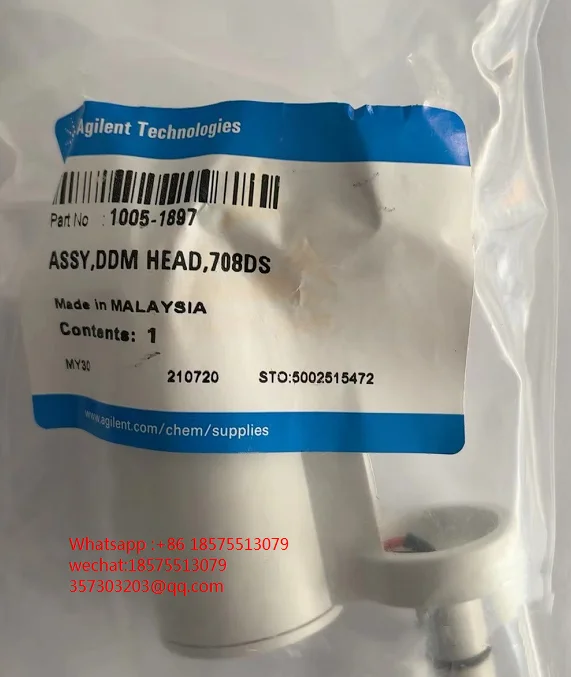 Agilent Technologies
Part No : 1005-1897
ASSY,DDM HEAD,708DS
Made in MALAYSIA
Contents: 1
MY30
210720 STO:5002515472
www.agilent.com/chem/supplies
Whatsapp :+86 18575513079
wechat:18575513079
357303203@qq.com